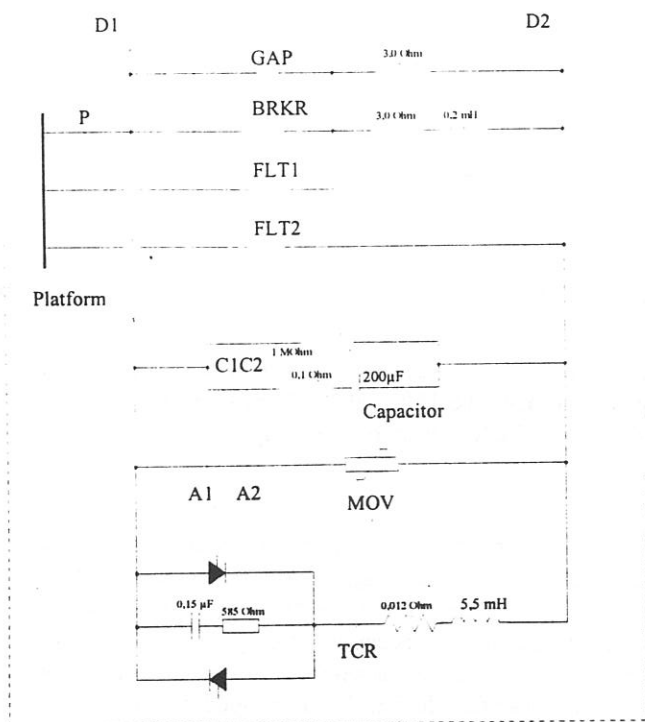 D1 D2
GAP 3.0 Ohm
P BRKR 3.0 Ohm 0.2 mH
FLT1
FLT2
Platform
C1C2 1 MOhm
0,1 Ohm 200µF
Capacitor
A1 A2 MOV
0,15 µF 585 Ohm 0,012 Ohm 5,5 mH
TCR